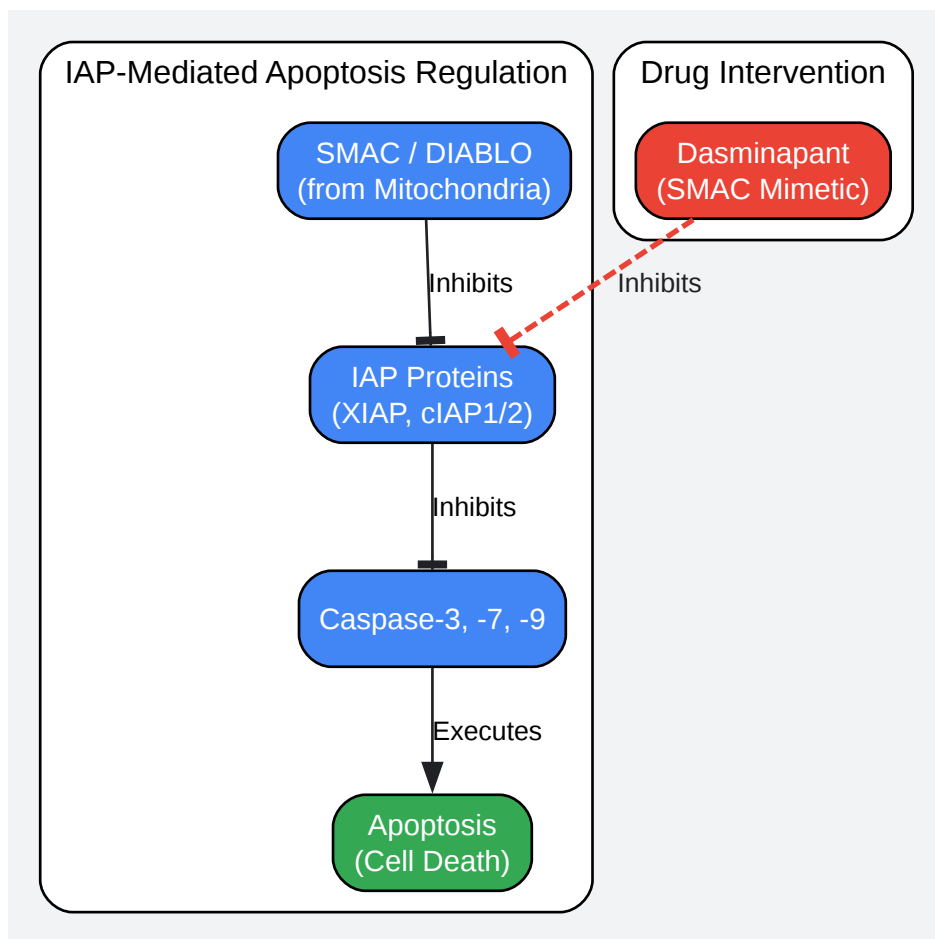 IAP-Mediated Apoptosis Regulation
Drug Intervention
SMAC / DIABLO
(from Mitochondria)
Dasminapant
(SMAC Mimetic)
Inhibits
Inhibits
IAP Proteins
(XIAP, cIAP1/2)
Inhibits
Caspase-3, -7, -9
Executes
Apoptosis
(Cell Death)